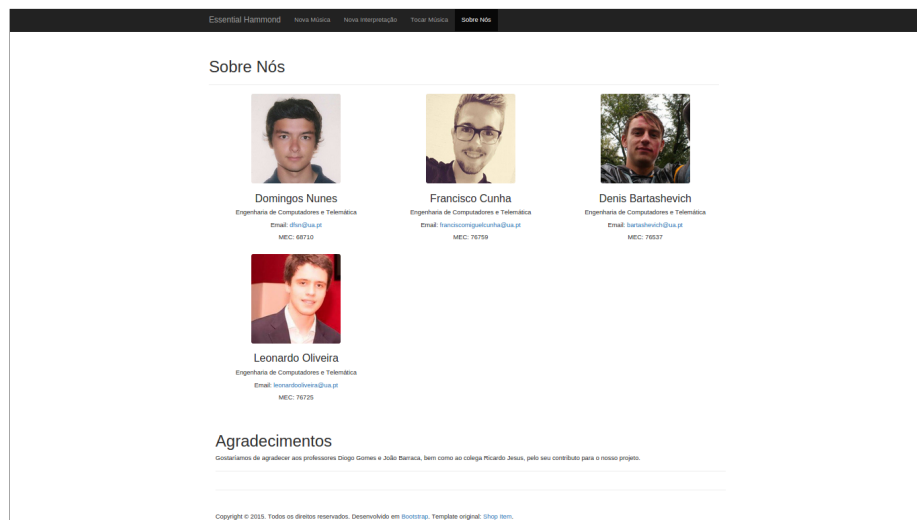 Essential Hammond Nova Música Nova Interpretação Tocar Música Sobre Nós
Sobre Nós
Domingos Nunes
Engenharia de Computadores e Telemática
Email: dfsn@ua.pt
MEC: 68710
Francisco Cunha
Engenharia de Computadores e Telemática
Email: franciscomiguelcunha@ua.pt
MEC: 76759
Denis Bartashevich
Engenharia de Computadores e Telemática
Email: bartashevich@ua.pt
MEC: 76537
Leonardo Oliveira
Engenharia de Computadores e Telemática
Email: leonardooliveira@ua.pt
MEC: 76725
Agradecimentos
Gostaríamos de agradecer aos professores Diogo Gomes e João Barraca, bem como ao colega Ricardo Jesus, pelo seu contributo para o nosso projeto.
Copyright © 2015. Todos os direitos reservados. Desenvolvido em Bootstrap. Template original: Shop Item.